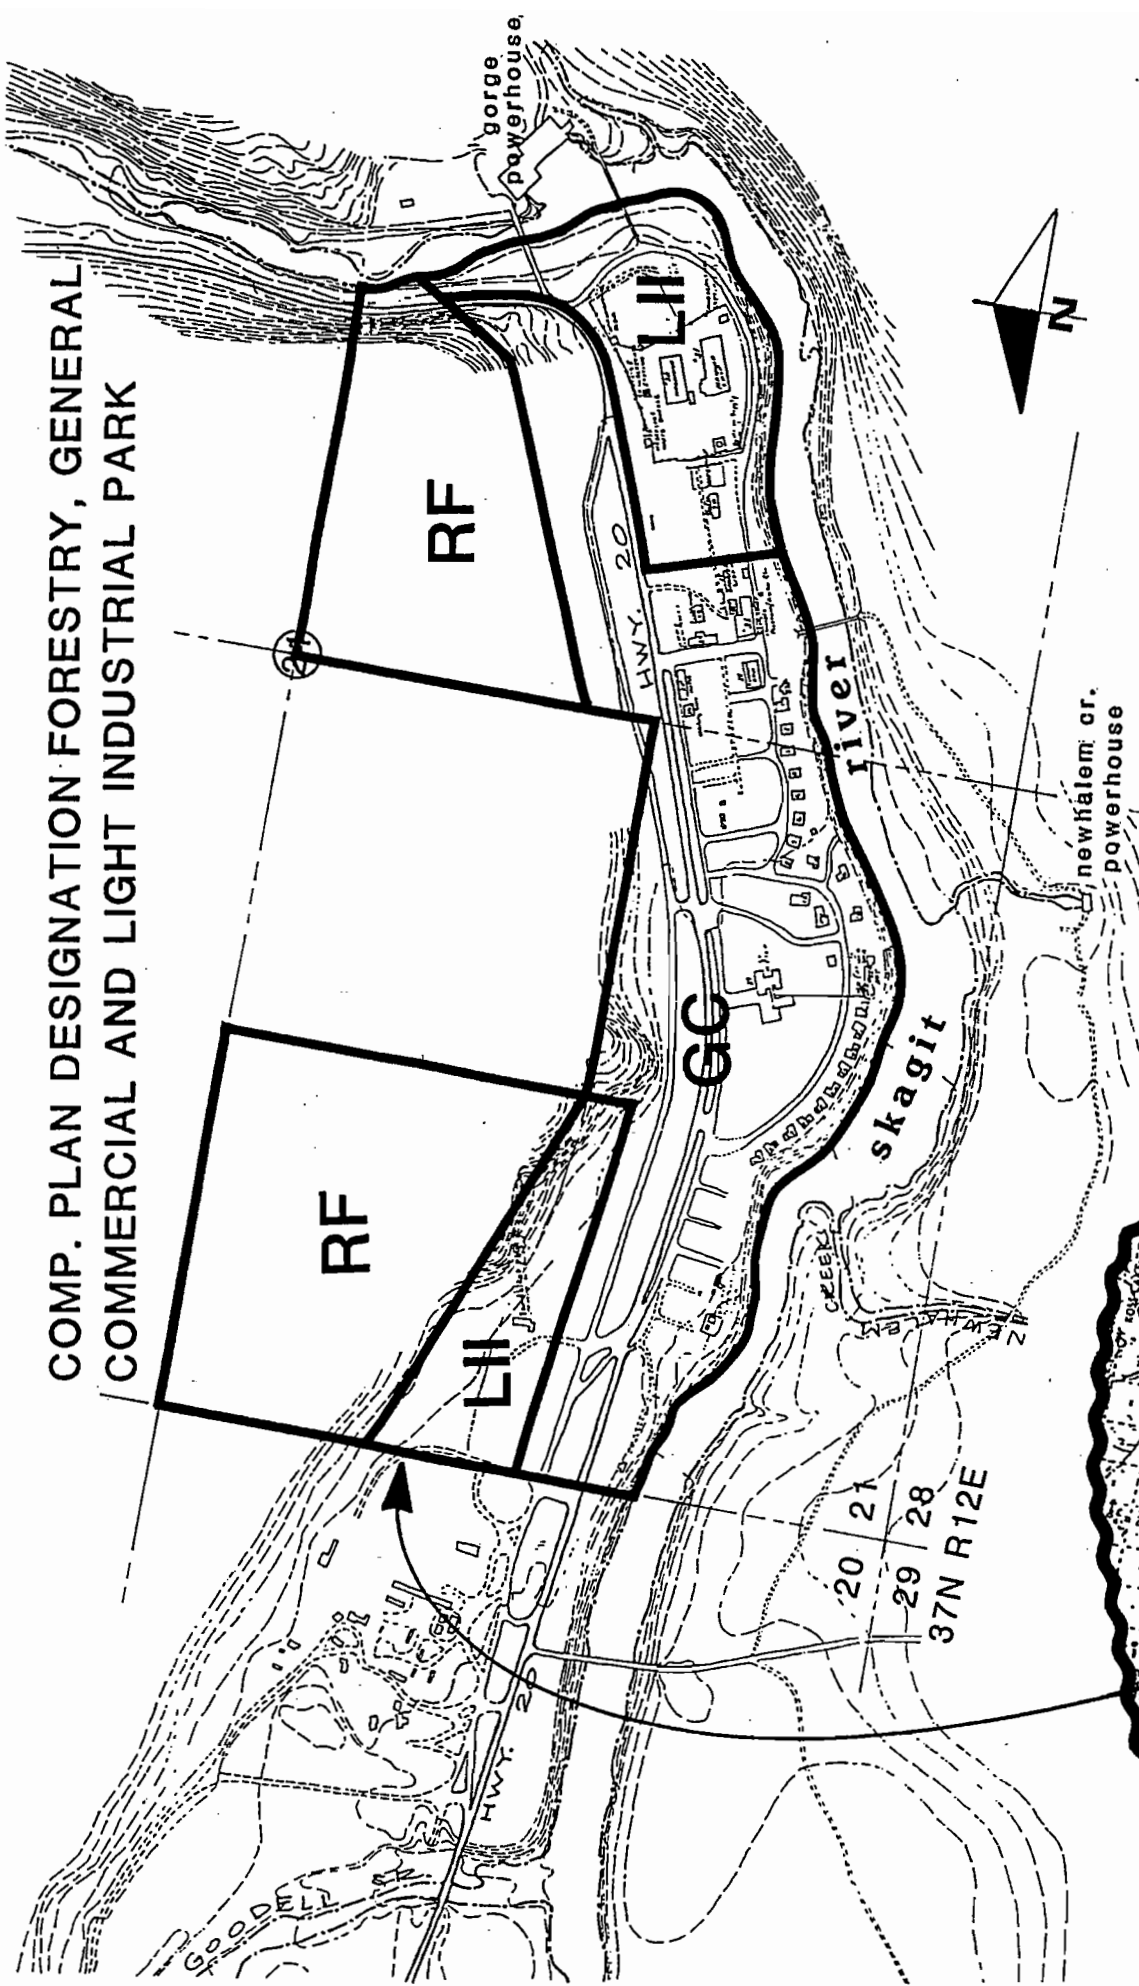 COMP. PLAN DESIGNATION FORESTRY, GENERAL
COMMERCIAL AND LIGHT INDUSTRIAL PARK
gorge
powerhouse
RF
21
LII
HWY. 20
river
N
newhalem cr.
powerhouse
GC
skagit
RF
LII
NEWHALEM
CREEK
20 21
29 28
37N R12E
HWY. 20
GOODELL